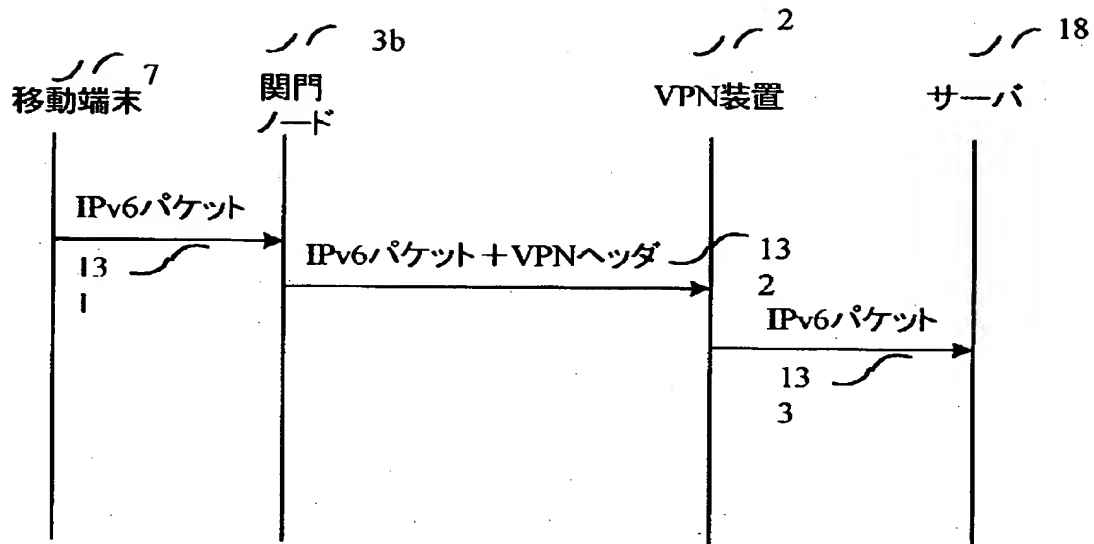 7
移動端末
3b
関門
ノード
2
VPN装置
18
サーバ
IPv6パケット
13
1
IPv6パケット+VPNヘッダ
13
2
IPv6パケット
13
3